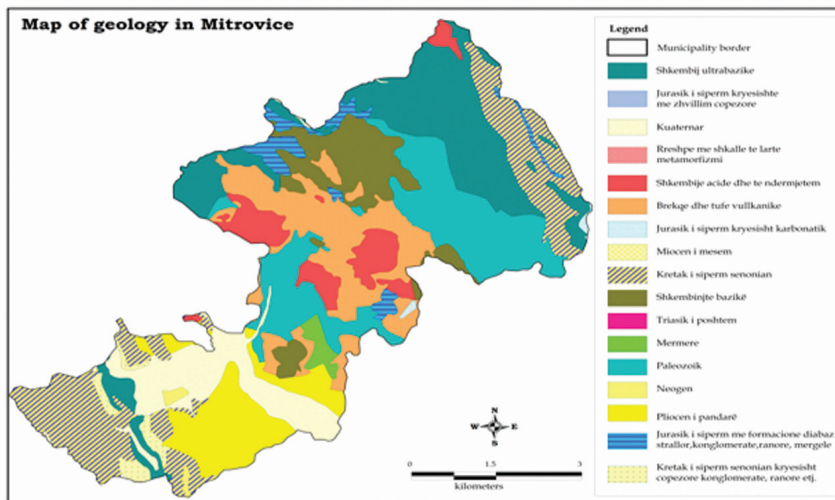 Map of geology in Mitrovice
Legend
Municipality border
Shkembij ultrabazike
Jurasik i siperm kryesishte
me zhvillim copezore
Kuaternar
Rreshpe me shkalle te larte
metamorfizmi
Shkembije acide dhe te ndermjetem
Brekqe dhe tufe vullkanike
Jurasik i siperm kryesisht karbonatik
Miocen i mesem
Kretak i siperm senonian
Shkembinjte bazikë
Triasik i poshtem
Mermere
Paleozoik
Neogen
Pliocen i pandarë
Jurasik i siperm me formacione diabaz
strallor,konglomerate,ranore, mergele
Kretak i siperm senonian kryesisht
copezore konglomerate, ranore etj.
N
W E
S
0 1.5 3
kilometers